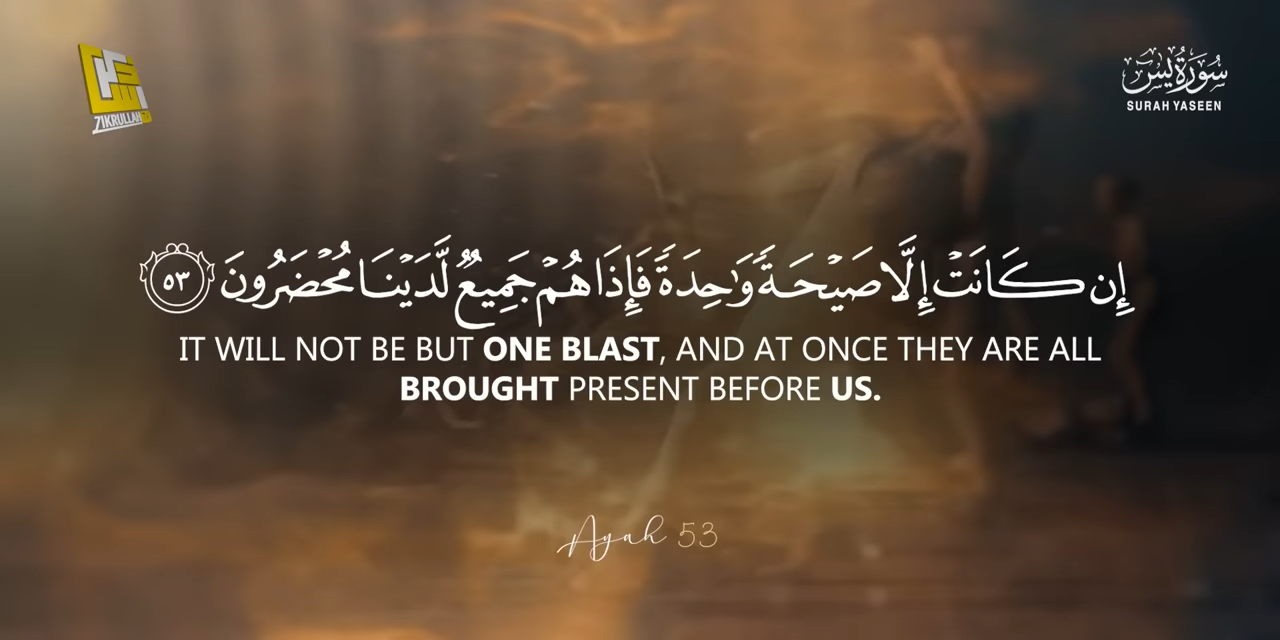 ZIKRULLAH TV
سُورَةُ يسٓ
SURAH YASEEN
إِن كَانَتْ إِلَّا صَيْحَةً وَٰحِدَةً فَإِذَا هُمْ جَمِيعٌ لَّدَيْنَا مُحْضَرُونَ ٥٣
IT WILL NOT BE BUT ONE BLAST, AND AT ONCE THEY ARE ALL
BROUGHT PRESENT BEFORE US.
Ayah 53